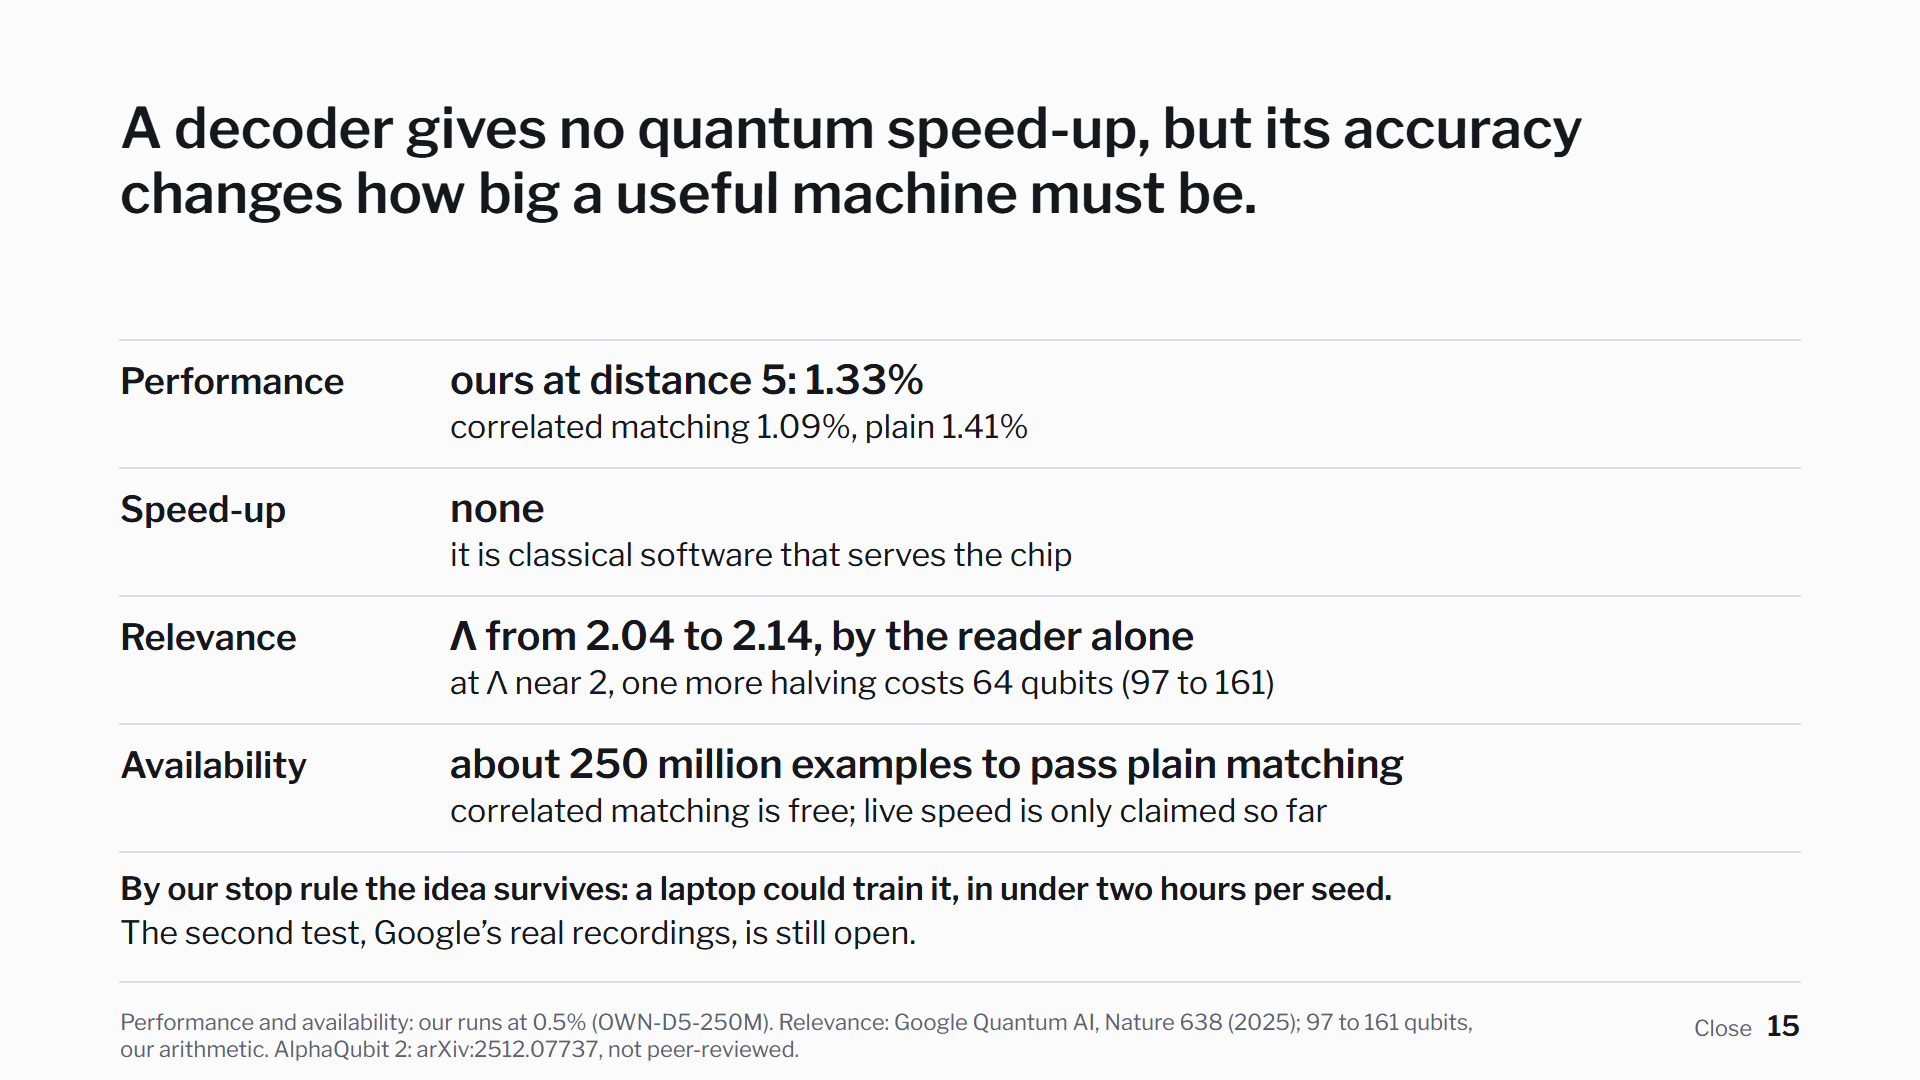 A decoder gives no quantum speed-up, but its accuracy
changes how big a useful machine must be.
Performance
ours at distance 5: 1.33%
correlated matching 1.09%, plain 1.41%
Speed-up
none
it is classical software that serves the chip
Relevance
Λ from 2.04 to 2.14, by the reader alone
at Λ near 2, one more halving costs 64 qubits (97 to 161)
Availability
about 250 million examples to pass plain matching
correlated matching is free; live speed is only claimed so far
By our stop rule the idea survives: a laptop could train it, in under two hours per seed.
The second test, Google’s real recordings, is still open.
Performance and availability: our runs at 0.5% (OWN-D5-250M). Relevance: Google Quantum AI, Nature 638 (2025); 97 to 161 qubits,
our arithmetic. AlphaQubit 2: arXiv:2512.07737, not peer-reviewed.
Close 15